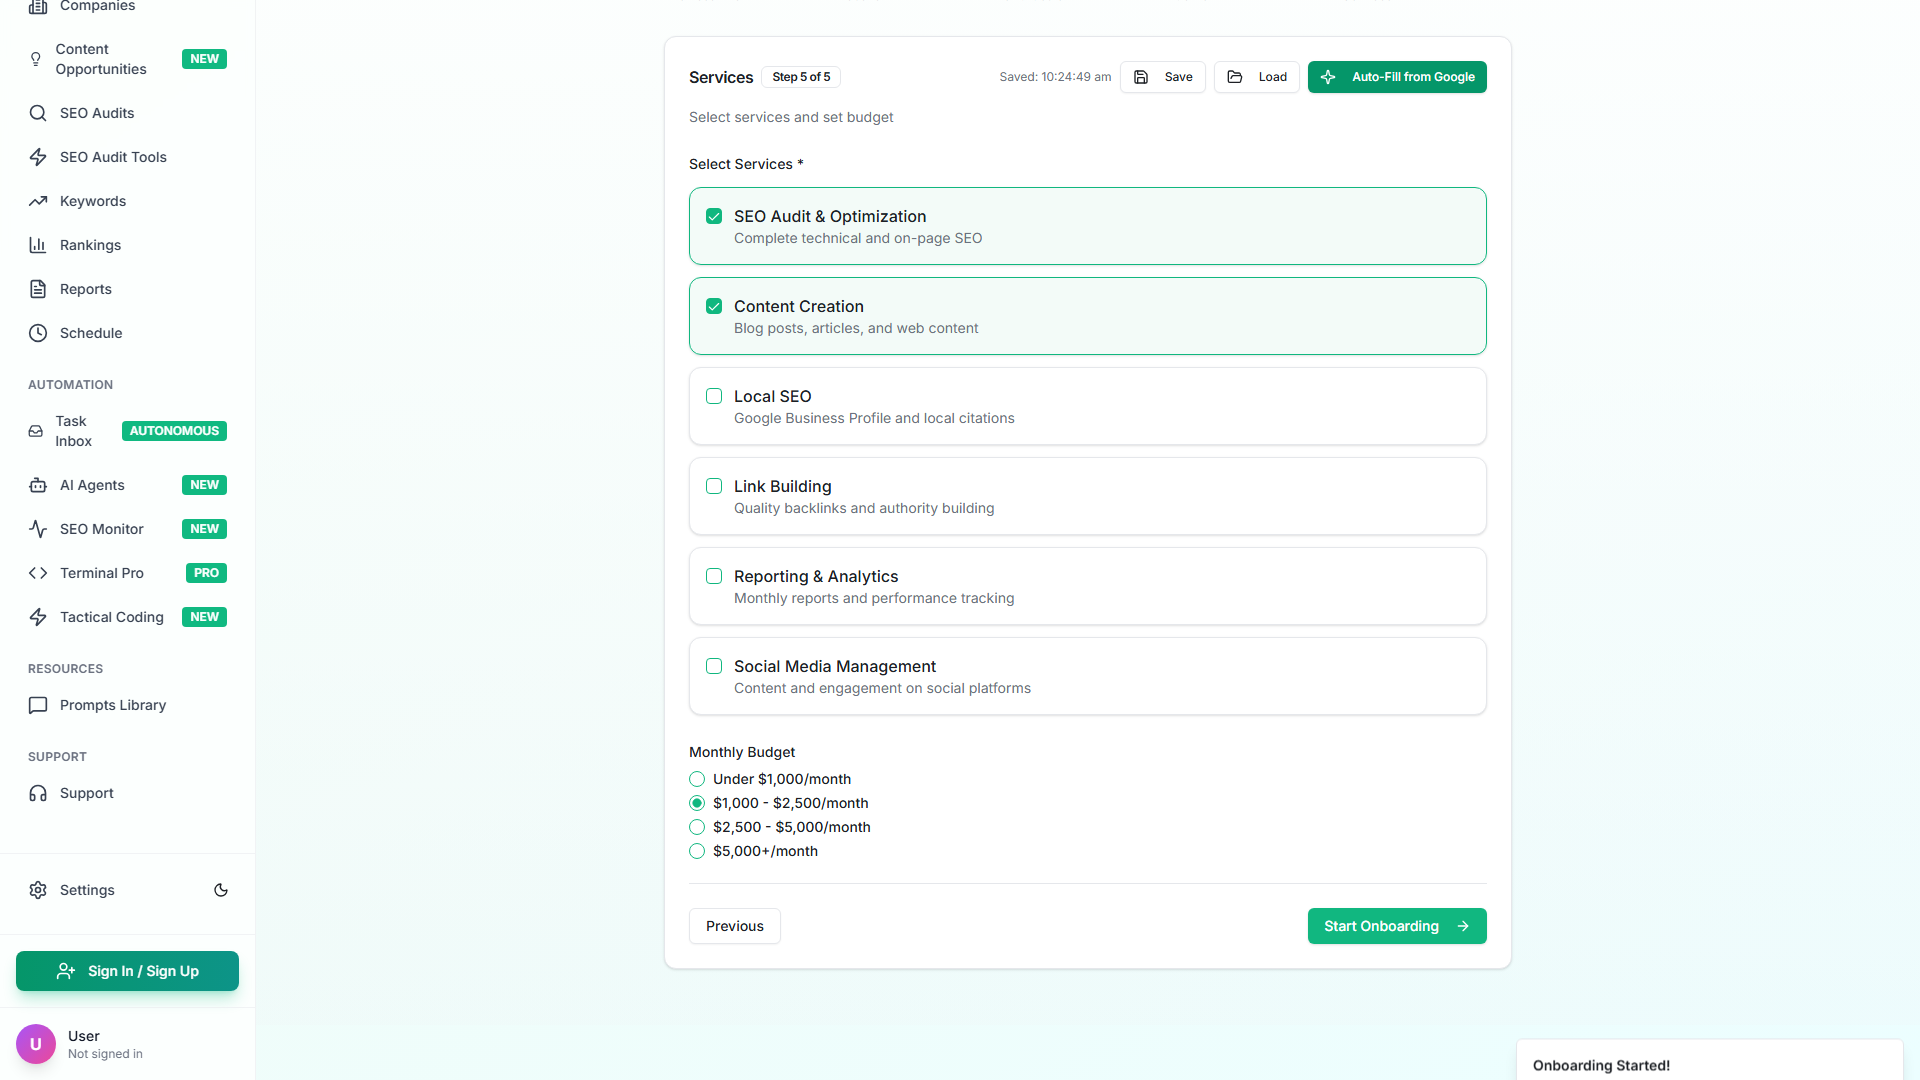 Companies
Content
Opportunities
NEW
SEO Audits
SEO Audit Tools
Keywords
Rankings
Reports
Schedule
AUTOMATION
Task
Inbox
AUTONOMOUS
AI Agents
NEW
SEO Monitor
NEW
Terminal Pro
PRO
Tactical Coding
NEW
RESOURCES
Prompts Library
SUPPORT
Support
Settings
Sign In / Sign Up
U
User
Not signed in
Services
Step 5 of 5
Saved: 10:24:49 am
Save
Load
Auto-Fill from Google
Select services and set budget
Select Services *
SEO Audit & Optimization
Complete technical and on-page SEO
Content Creation
Blog posts, articles, and web content
Local SEO
Google Business Profile and local citations
Link Building
Quality backlinks and authority building
Reporting & Analytics
Monthly reports and performance tracking
Social Media Management
Content and engagement on social platforms
Monthly Budget
Under $1,000/month
$1,000 - $2,500/month
$2,500 - $5,000/month
$5,000+/month
Previous
Start Onboarding
Onboarding Started!